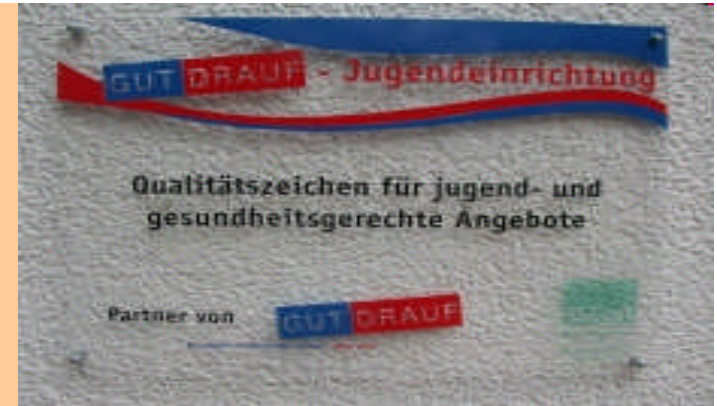 GUT DRAUF - Jugendeinrichtung
Qualitätszeichen für jugend- und
gesundheitsgerechte Angebote
Partner von GUT DRAUF